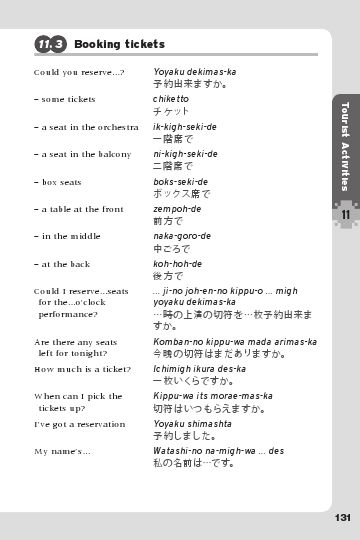 11.3 Booking tickets
Could you reserve...?
Yoyaku dekimas-ka
予約出来ますか。
– some tickets
chiketto
チケット
– a seat in the orchestra
ik-kigh-seki-de
一階席で
– a seat in the balcony
ni-kigh-seki-de
二階席で
– box seats
boks-seki-de
ボックス席で
– a table at the front
zempoh-de
前方で
– in the middle
naka-goro-de
中ごろで
– at the back
koh-hoh-de
後方で
Could I reserve...seats
for the...o'clock
performance?
... ji-no joh-en-no kippu-o ... migh
yoyaku dekimas-ka
…時の上演の切符を…枚予約出来ま
すか。
Are there any seats
left for tonight?
Komban-no kippu-wa mada arimas-ka
今晩の切符はまだありますか。
How much is a ticket?
Ichimigh ikura des-ka
一枚いくらですか。
When can I pick the
tickets up?
Kippu-wa its morae-mas-ka
切符はいつもらえますか。
I've got a reservation
Yoyaku shimashta
予約しました。
My name's...
Watashi-no na-migh-wa ... des
私の名前は…です。
Tourist Activities
11
131